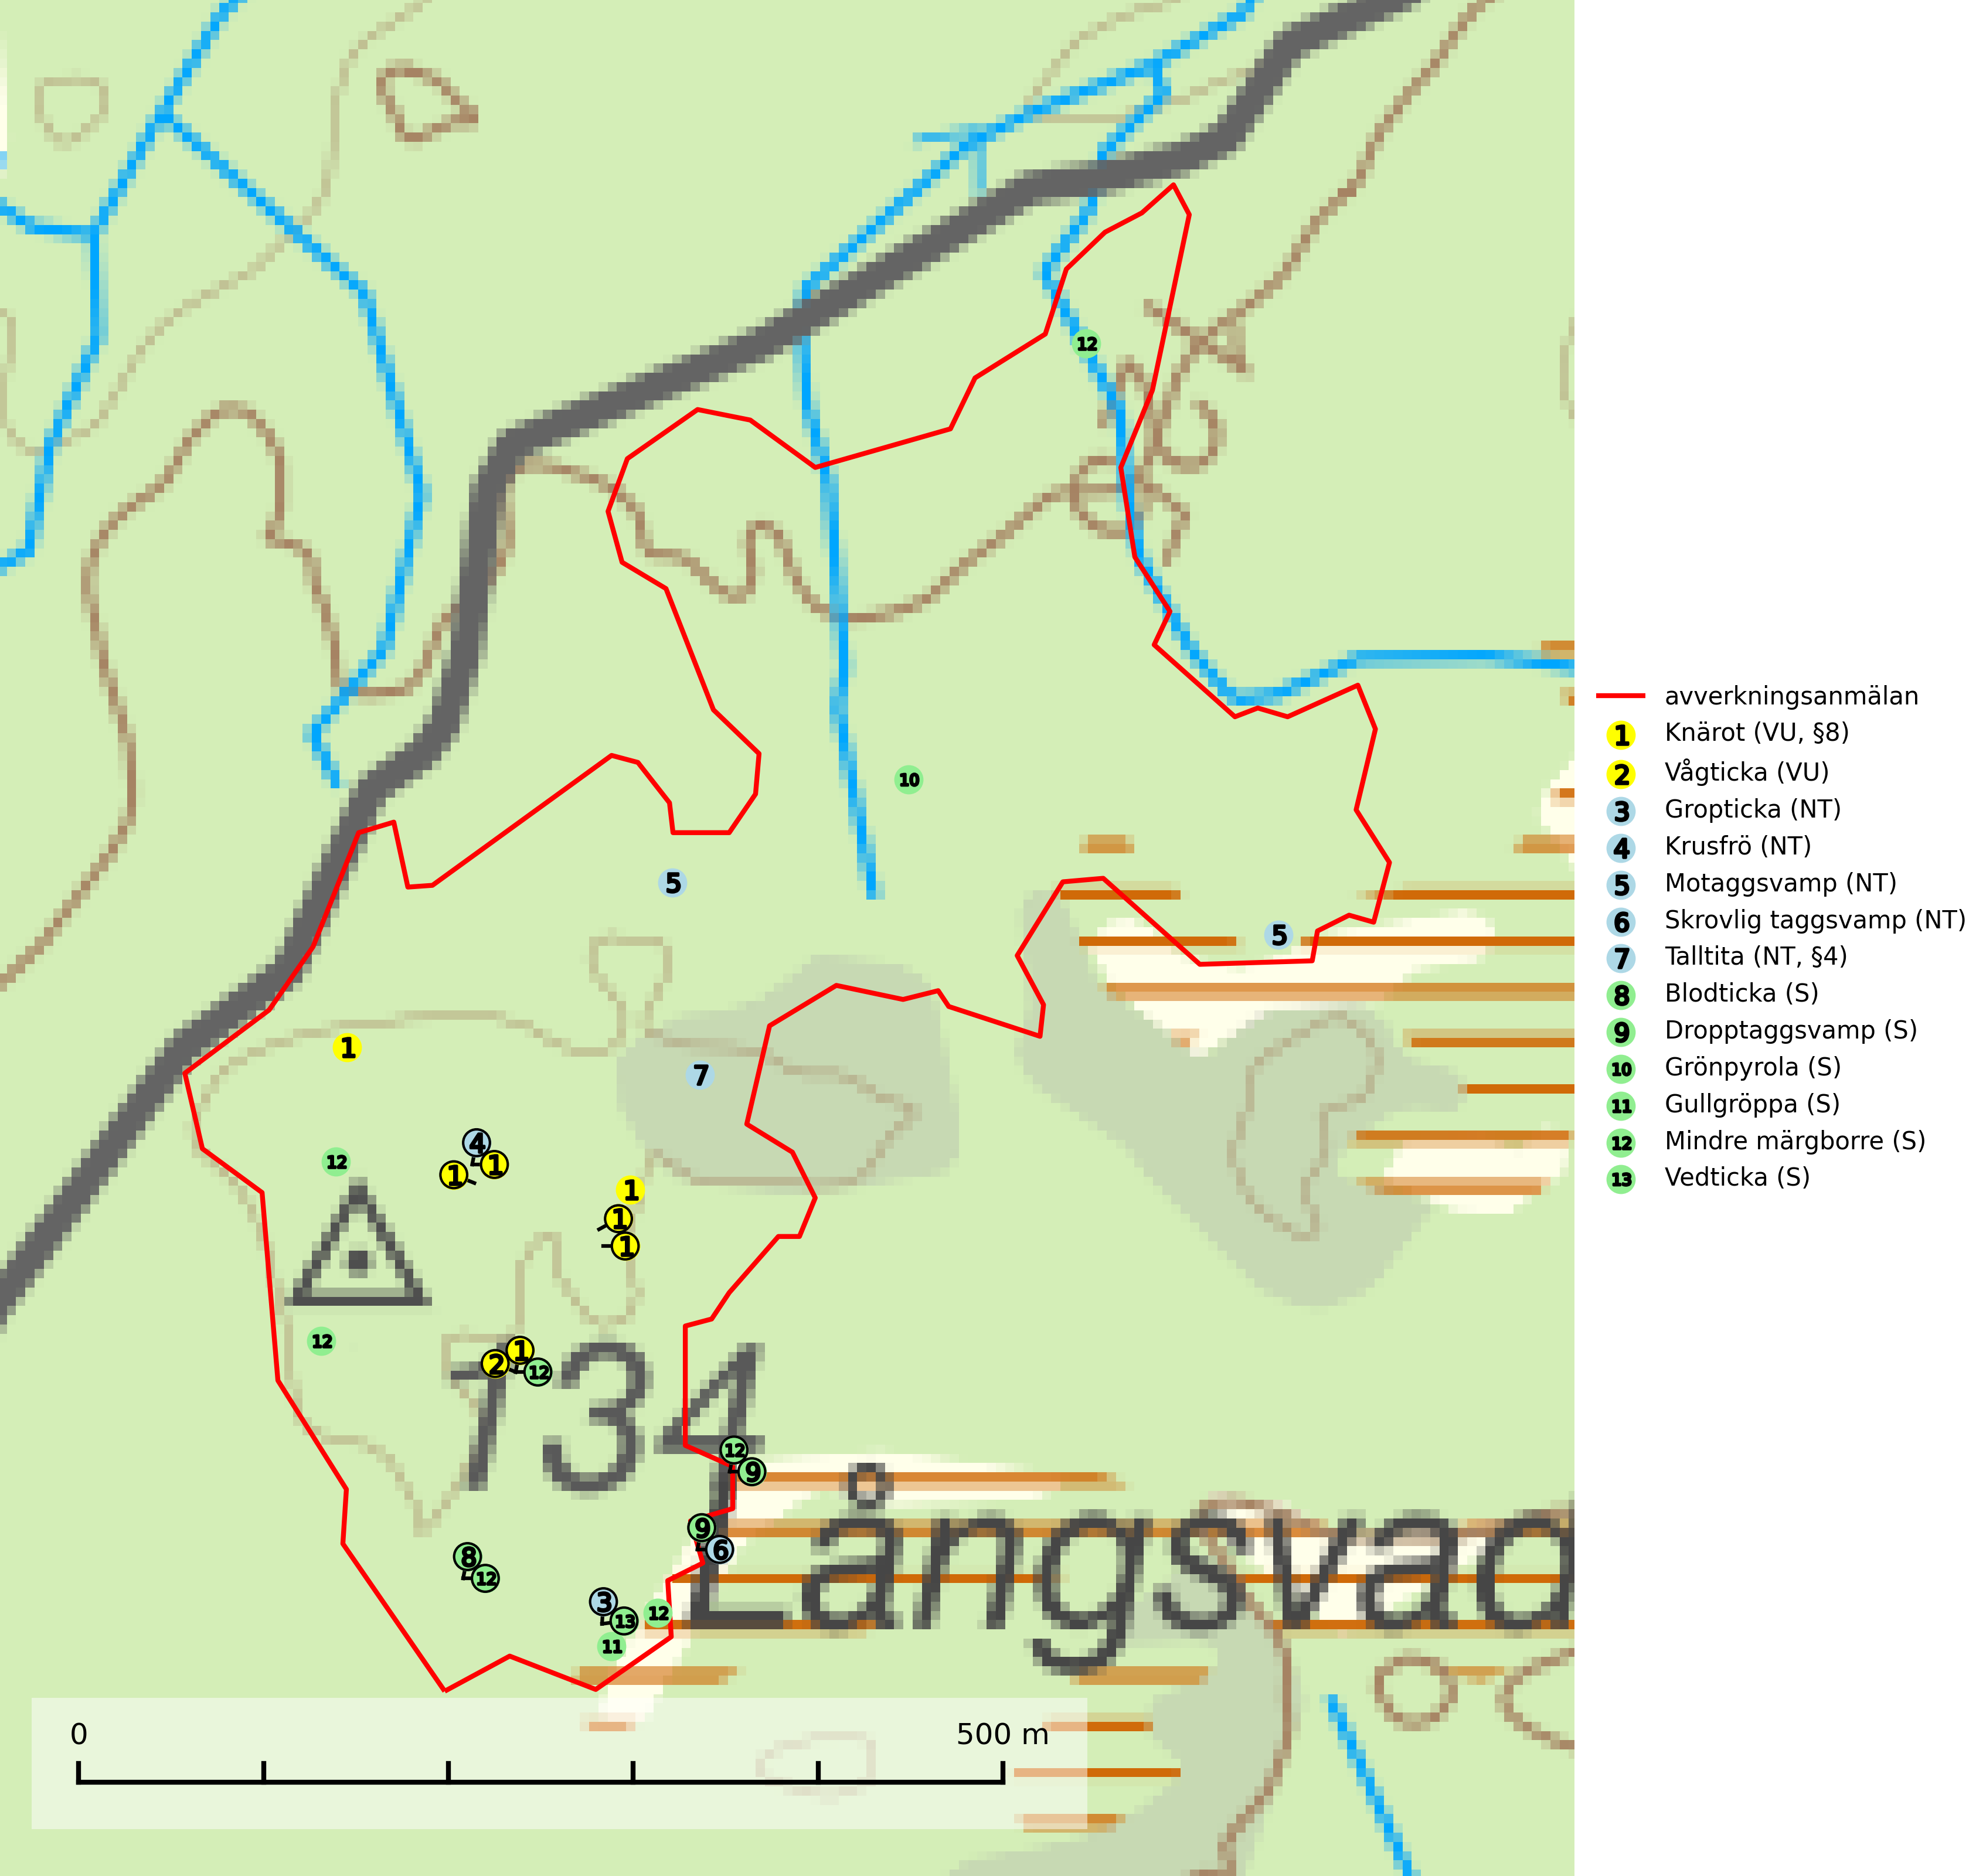 12
10
5
5
1
7
4
1
1
12
1
1
1
12
1
2
12
734
12
9
Långsvad
9
6
8
12
3
13
12
11
0 500 m
avverkningsanmälan
1 Knärot (VU, §8)
2 Vågticka (VU)
3 Gropticka (NT)
4 Krusfrö (NT)
5 Motaggsvamp (NT)
6 Skrovlig taggsvamp (NT)
7 Talltita (NT, §4)
8 Blodticka (S)
9 Dropptaggsvamp (S)
10 Grönpyrola (S)
11 Gullgröppa (S)
12 Mindre märgborre (S)
13 Vedticka (S)